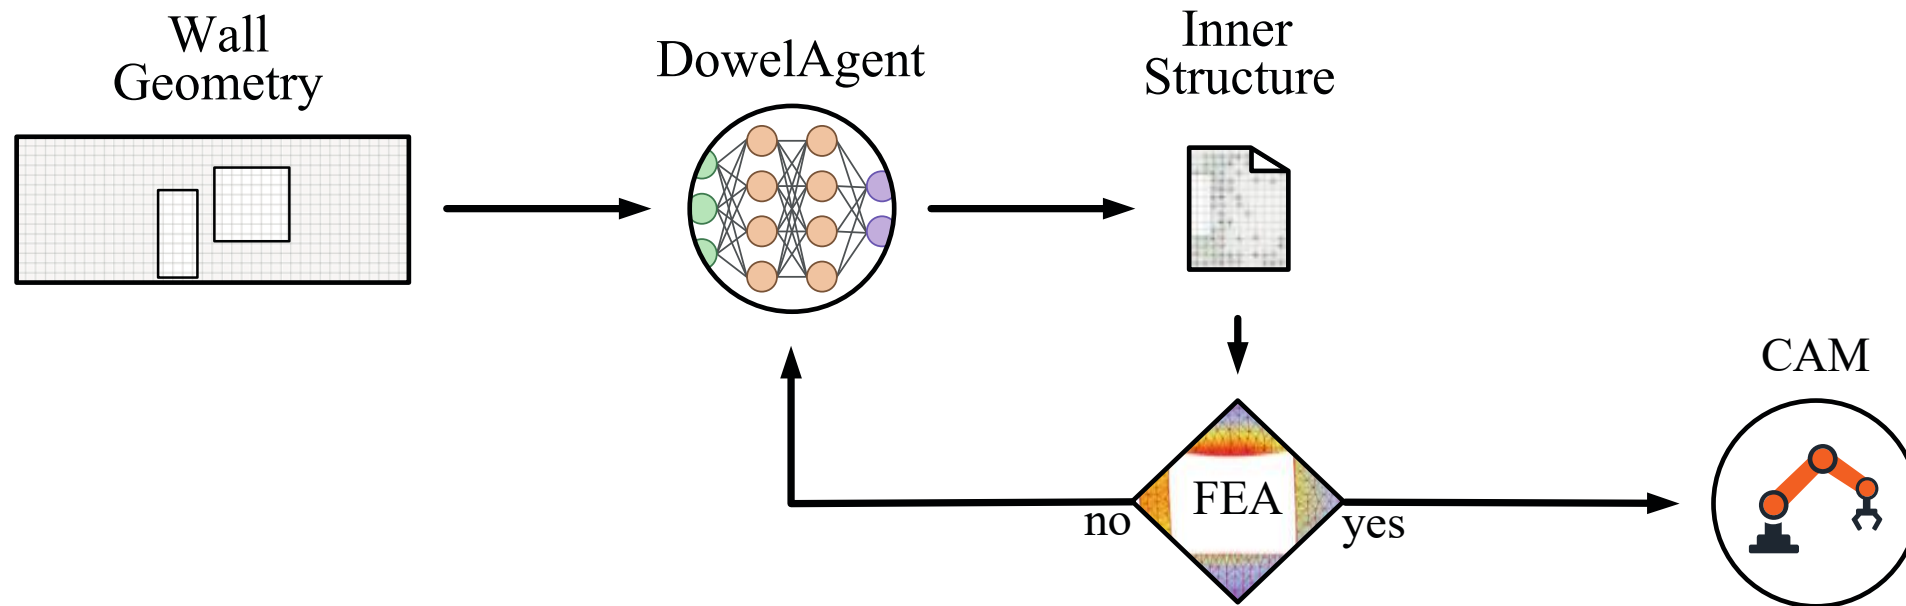 Wall
Geometry
DowelAgent
Inner
Structure
CAM
FEA
no
yes